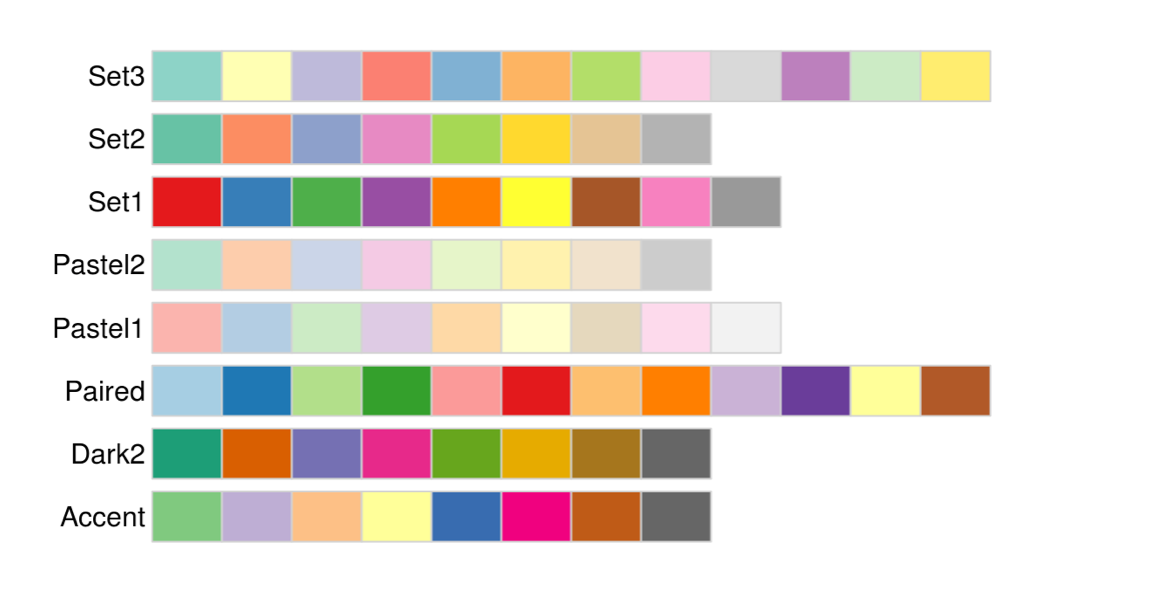 Set3
Set2
Set1
Pastel2
Pastel1
Paired
Dark2
Accent